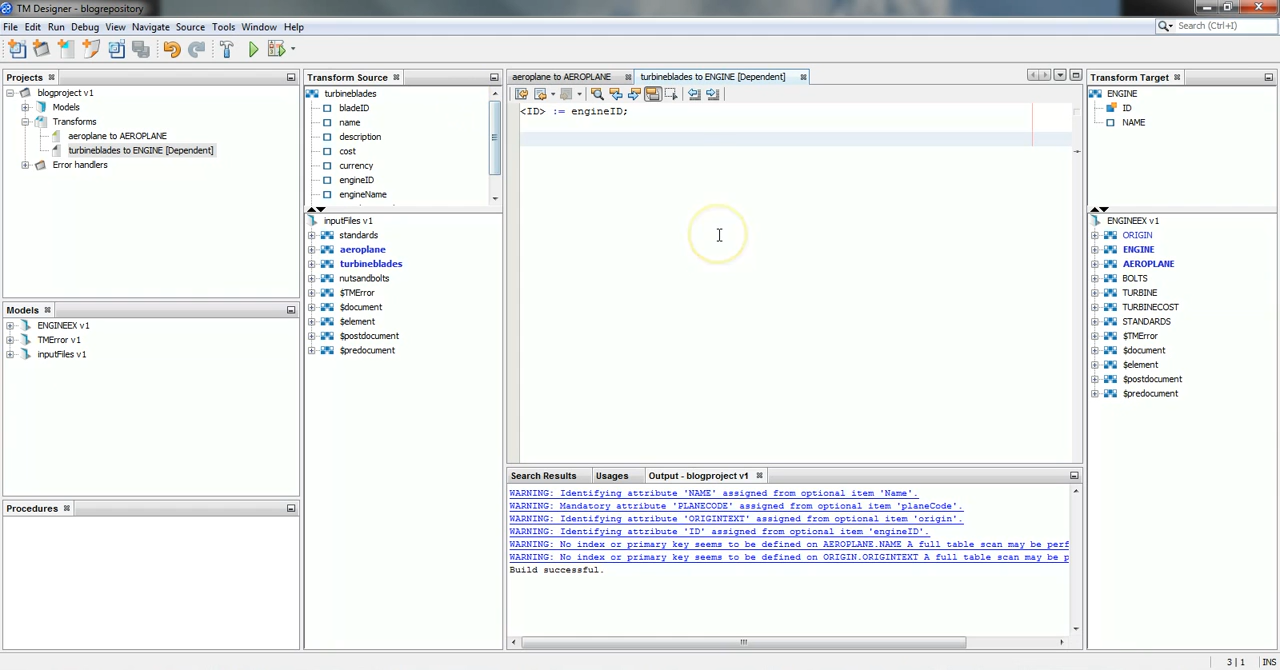 TM Designer - blogrepository
File Edit Run Debug View Navigate Source Tools Window Help
Search (Ctrl+I)
Projects
blogproject v1
Models
Transforms
aeroplane to AEROPLANE
turbineblades to ENGINE [Dependent]
Error handlers
Models
ENGINEEX v1
TMError v1
inputFiles v1
Procedures
Transform Source
turbineblades
bladeID
name
description
cost
currency
engineID
engineName
inputFiles v1
standards
aeroplane
turbineblades
nutsandbolts
$TMError
$document
$element
$postdocument
$predocument
aeroplane to AEROPLANE
turbineblades to ENGINE [Dependent]
<ID> := engineID;
Search Results
Usages
Output - blogproject v1
WARNING: Identifying attribute 'NAME' assigned from optional item 'Name'.
WARNING: Mandatory attribute 'PLANECODE' assigned from optional item 'planeCode'.
WARNING: Identifying attribute 'ORIGINTEXT' assigned from optional item 'origin'.
WARNING: Identifying attribute 'ID' assigned from optional item 'engineID'.
WARNING: No index or primary key seems to be defined on AEROPLANE.NAME A full table scan may be perf
WARNING: No index or primary key seems to be defined on ORIGIN.ORIGINTEXT A full table scan may be p
Build successful.
Transform Target
ENGINE
ID
NAME
ENGINEEX v1
ORIGIN
ENGINE
AEROPLANE
BOLTS
TURBINE
TURBINECOST
STANDARDS
$TMError
$document
$element
$postdocument
$predocument
3 | 1
INS